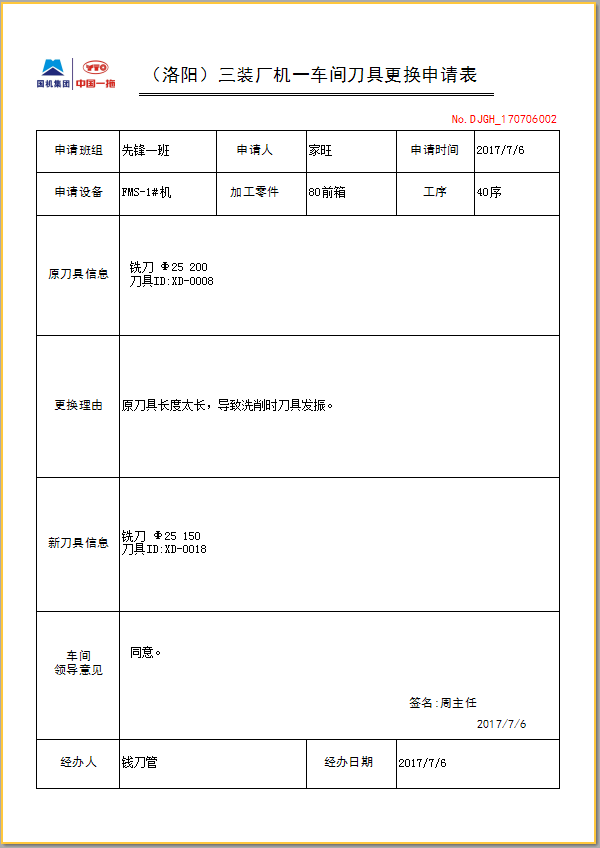 国机集团 YTO 中国一拖
（洛阳）三装厂机一车间刀具更换申请表
No.DJGH_170706002
申请班组 先锋一班 申请人 家旺 申请时间 2017/7/6
申请设备 FMS-1#机 加工零件 80前箱 工序 40序
原刀具信息
铣刀 Φ25 200
刀具ID:XD-0008
更换理由 原刀具长度太长，导致洗削时刀具发振。
新刀具信息
铣刀 Φ25 150
刀具ID:XD-0018
车间
领导意见
同意。
签名:周主任
2017/7/6
经办人 钱刀管 经办日期 2017/7/6